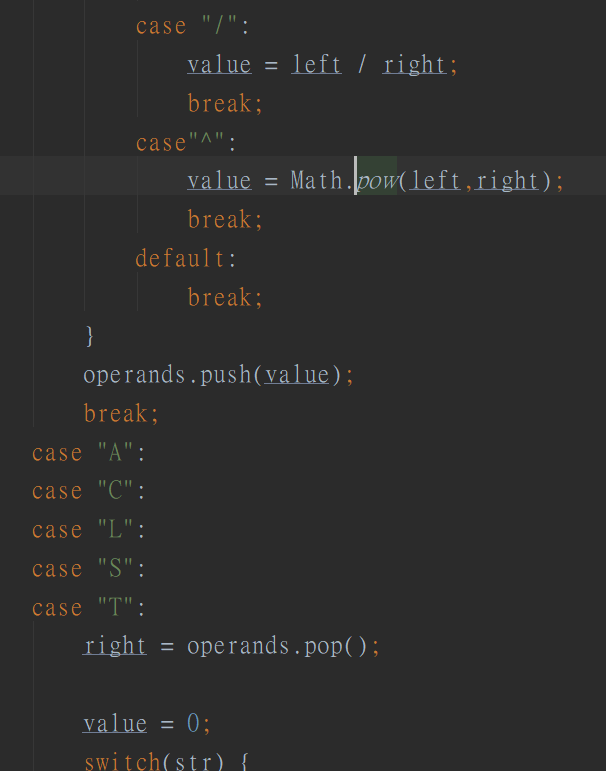 case "/":
value = left / right;
break;
case"^":
value = Math.pow(left,right);
break;
default:
break;
}
operands.push(value);
break;
case "A":
case "C":
case "L":
case "S":
case "T":
right = operands.pop();
value = 0;
switch(str) {